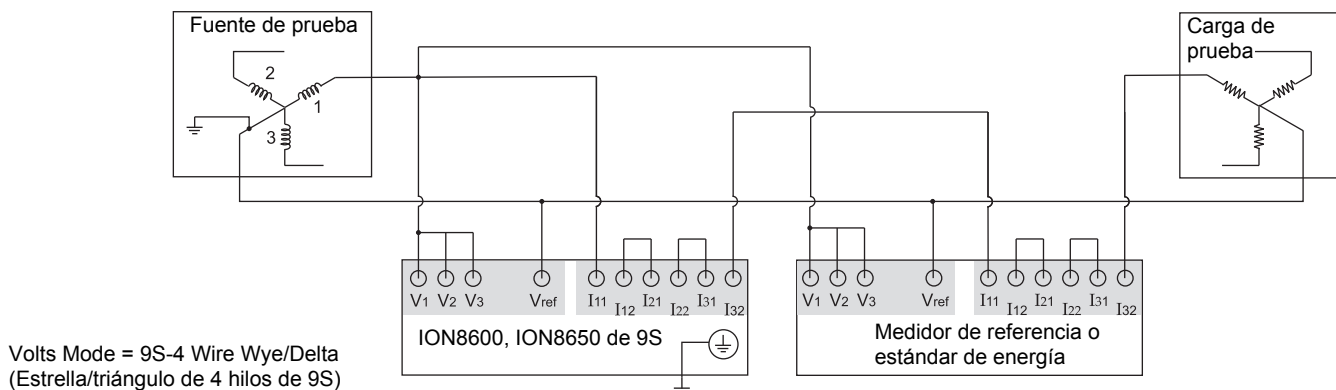 Fuente de prueba
Carga de
prueba
2
1
3
V1 V2 V3 Vref I11 I12 I21 I22 I31 I32
V1 V2 V3 Vref I11 I12 I21 I22 I31 I32
ION8600, ION8650 de 9S
Medidor de referencia o
estándar de energía
Volts Mode = 9S-4 Wire Wye/Delta
(Estrella/triángulo de 4 hilos de 9S)